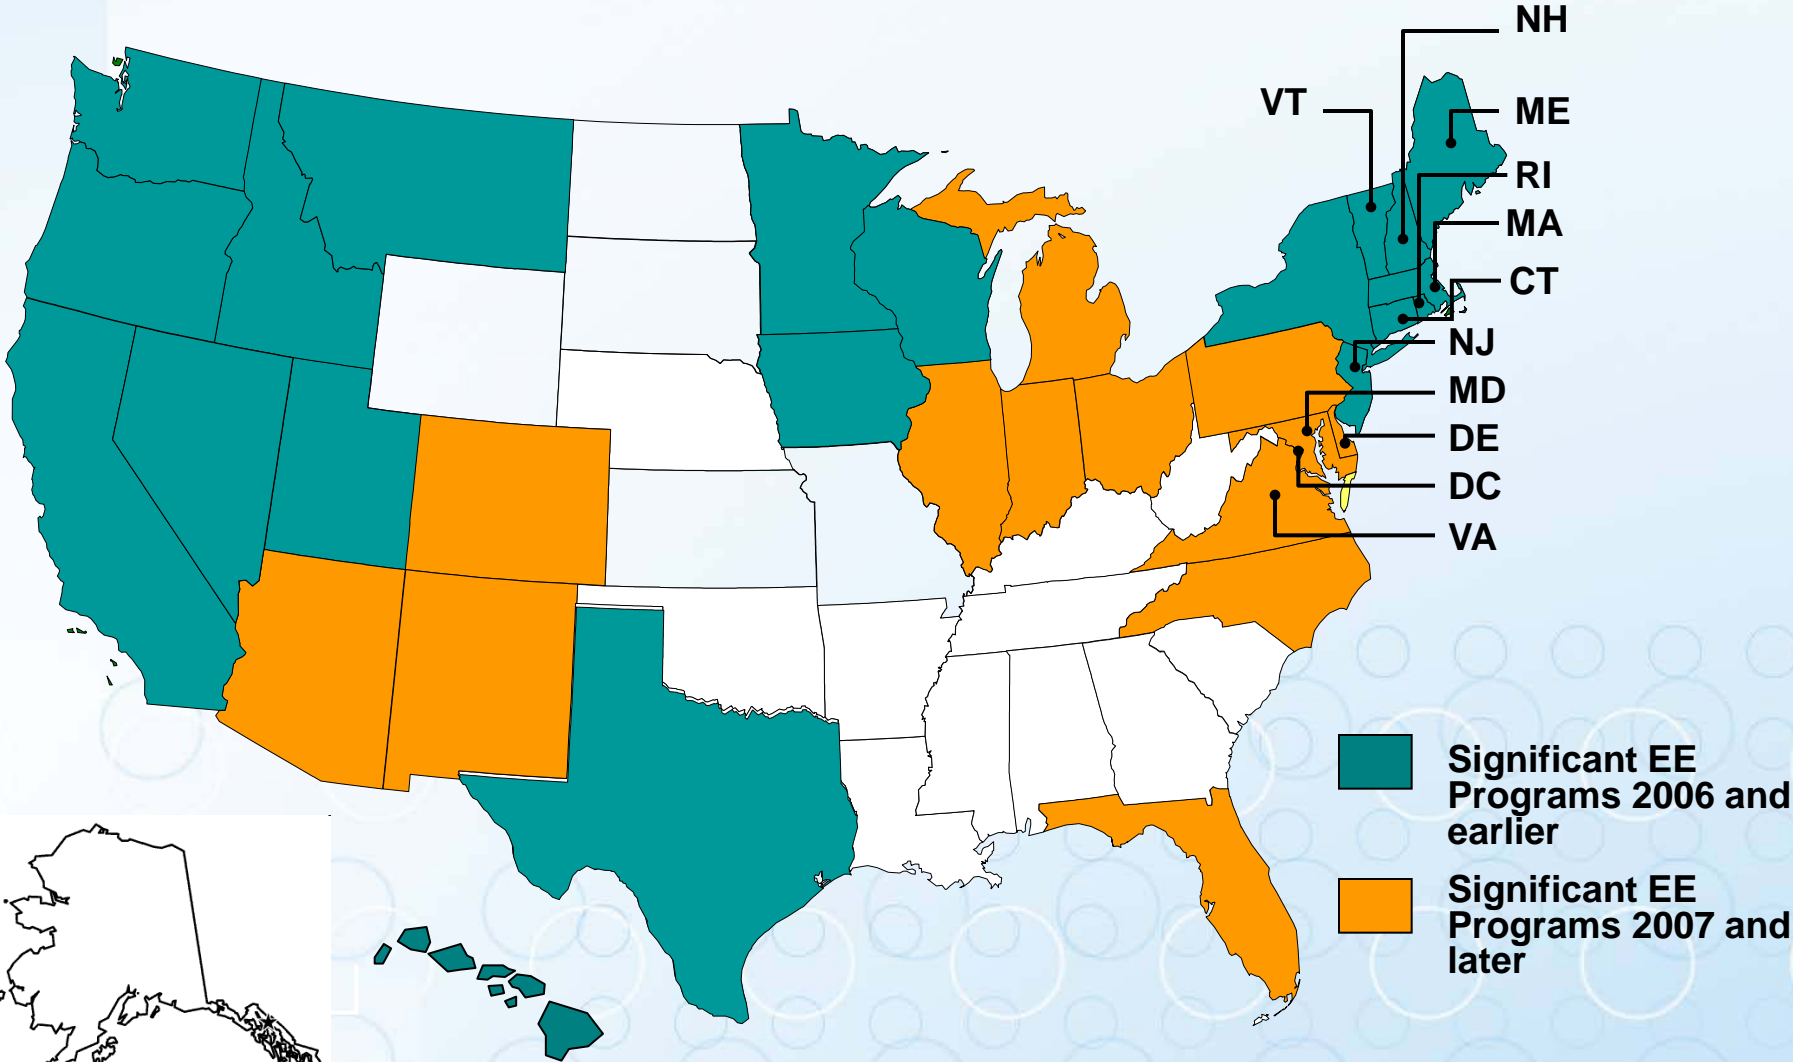 NH
VT
ME
RI
MA
CT
NJ
MD
DE
DC
VA
Significant EE
Programs 2006 and
earlier
Significant EE
Programs 2007 and
later